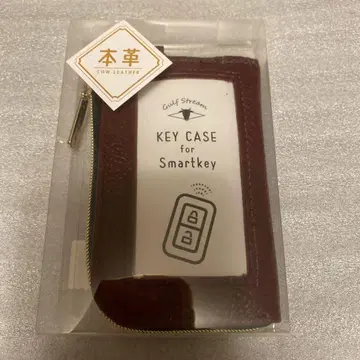 本革
COW LEATHER
Gulf Stream
KEY CASE
for
Smartkey